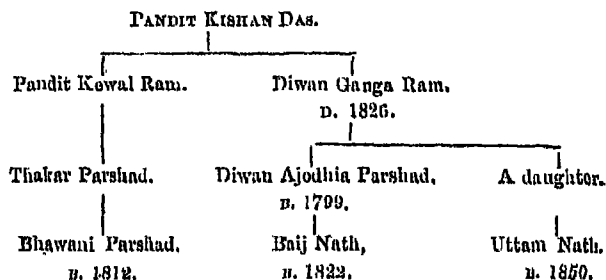 PANDIT KISHAN DAS.
Pandit Kewal Ram. Diwan Ganga Ram.
D. 1826.
Thakar Parshad. Diwan Ajodhia Parshad. A daughter.
B. 1799.
Bhawani Parshad. Baij Nath, Uttam Nath.
B. 1812. B. 1822. B. 1850.